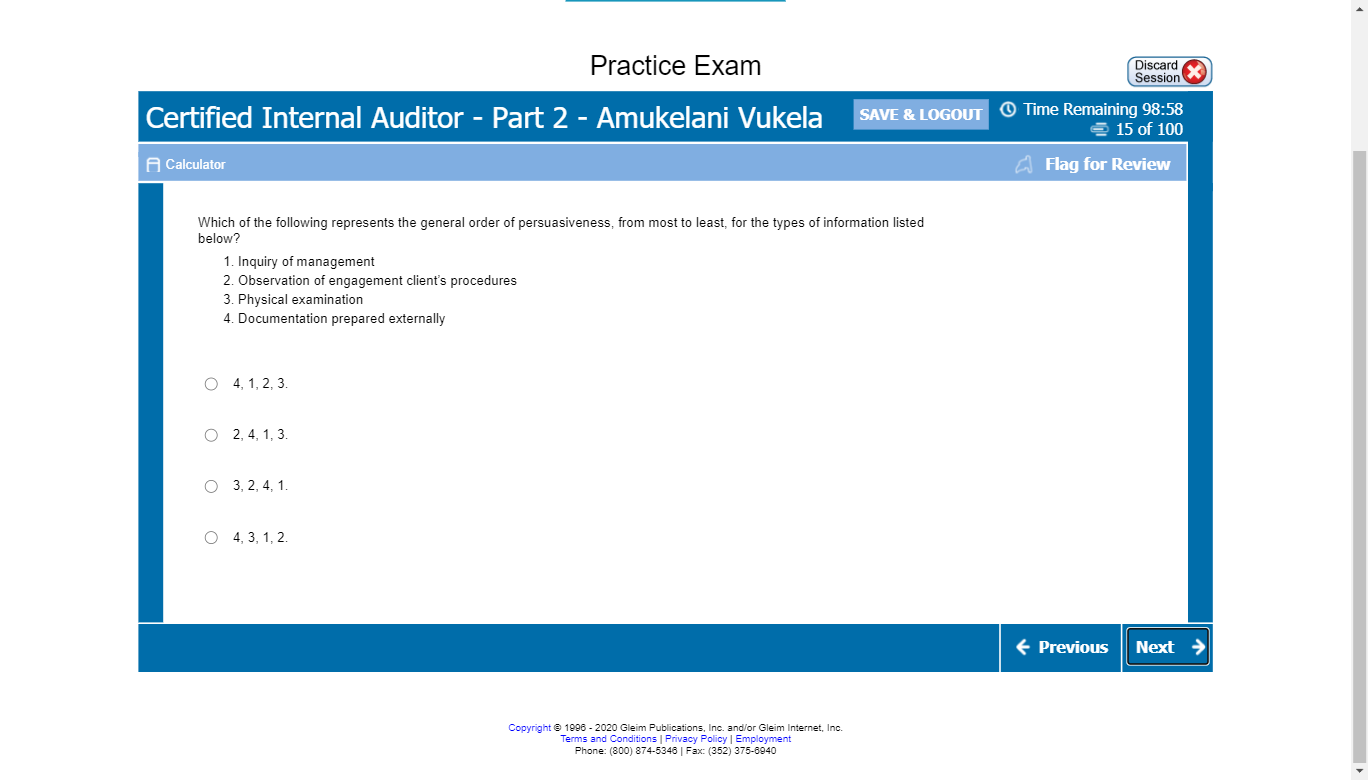 Practice Exam
Discard
Session
Certified Internal Auditor - Part 2 - Amukelani Vukela
SAVE & LOGOUT
Time Remaining 98:58
15 of 100
Calculator
Flag for Review
Which of the following represents the general order of persuasiveness, from most to least, for the types of information listed
below?
1. Inquiry of management
2. Observation of engagement client's procedures
3. Physical examination
4. Documentation prepared externally
4, 1, 2, 3.
2, 4, 1, 3.
3, 2, 4, 1.
4, 3, 1, 2.
Previous
Next
Copyright © 1996 - 2020 Gleim Publications, Inc. and/or Gleim Internet, Inc.
Terms and Conditions | Privacy Policy | Employment
Phone: (800) 874-5346 | Fax: (352) 375-6940